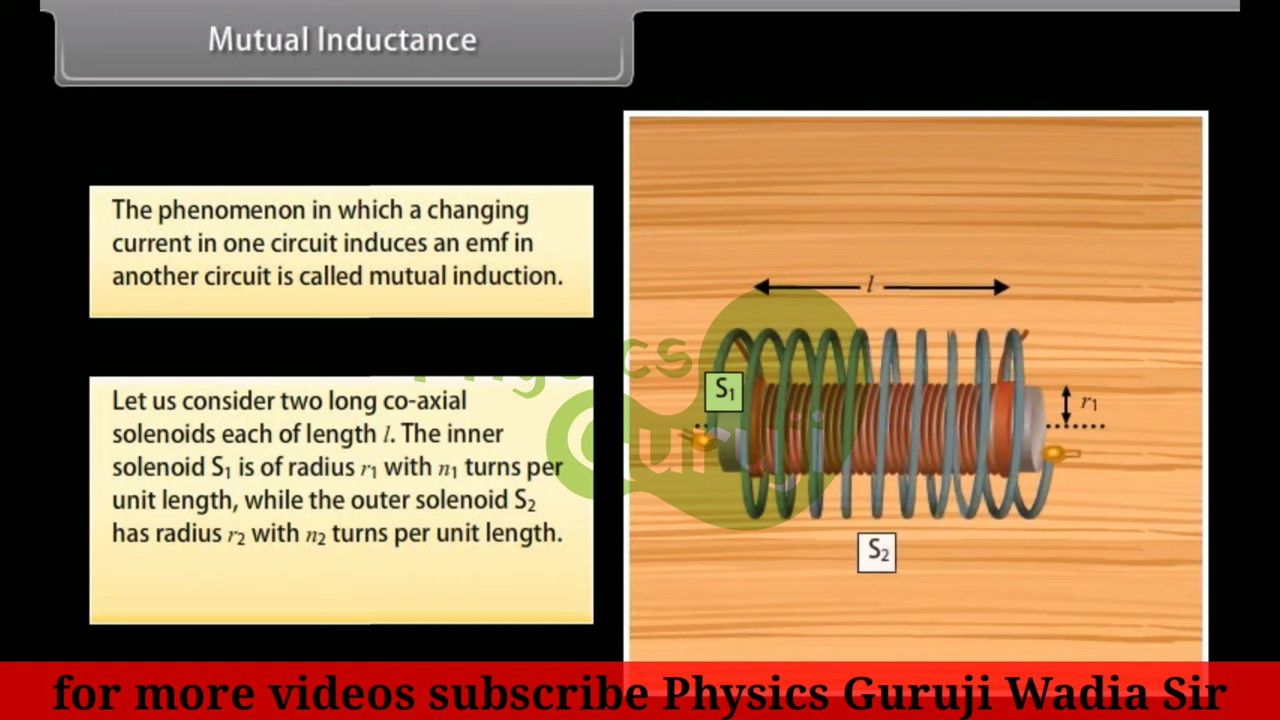 Mutual Inductance
The phenomenon in which a changing
current in one circuit induces an emf in
another circuit is called mutual induction.
Let us consider two long co-axial
solenoids each of length l. The inner
solenoid S₁ is of radius r₁ with n₁ turns per
unit length, while the outer solenoid S₂
has radius r₂ with n₂ turns per unit length.
l
S₁
r₁
S₂
Physics
Guruji
for more videos subscribe Physics Guruji Wadia Sir